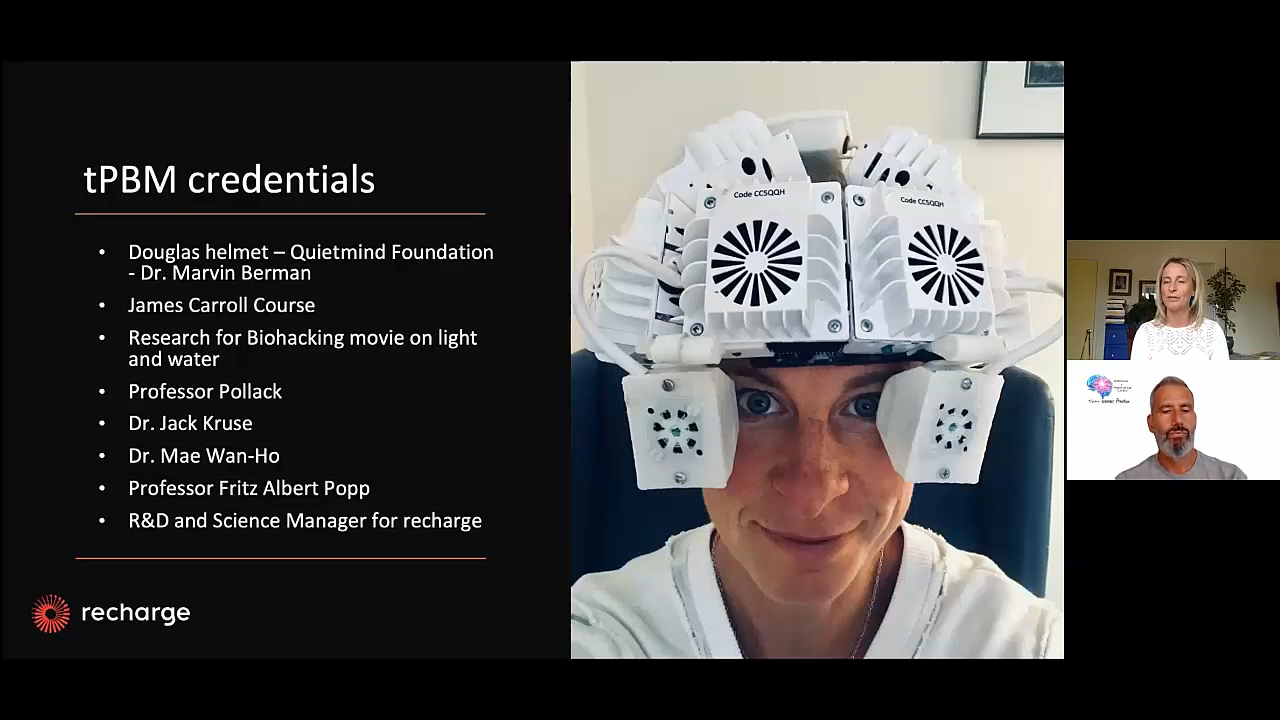 tPBM credentials
• Douglas helmet – Quietmind Foundation
- Dr. Marvin Berman
• James Carroll Course
• Research for Biohacking movie on light
and water
• Professor Pollack
• Dr. Jack Kruse
• Dr. Mae Wan-Ho
• Professor Fritz Albert Popp
• R&D and Science Manager for recharge
recharge
Code CC5QQH
Code CC5QQH